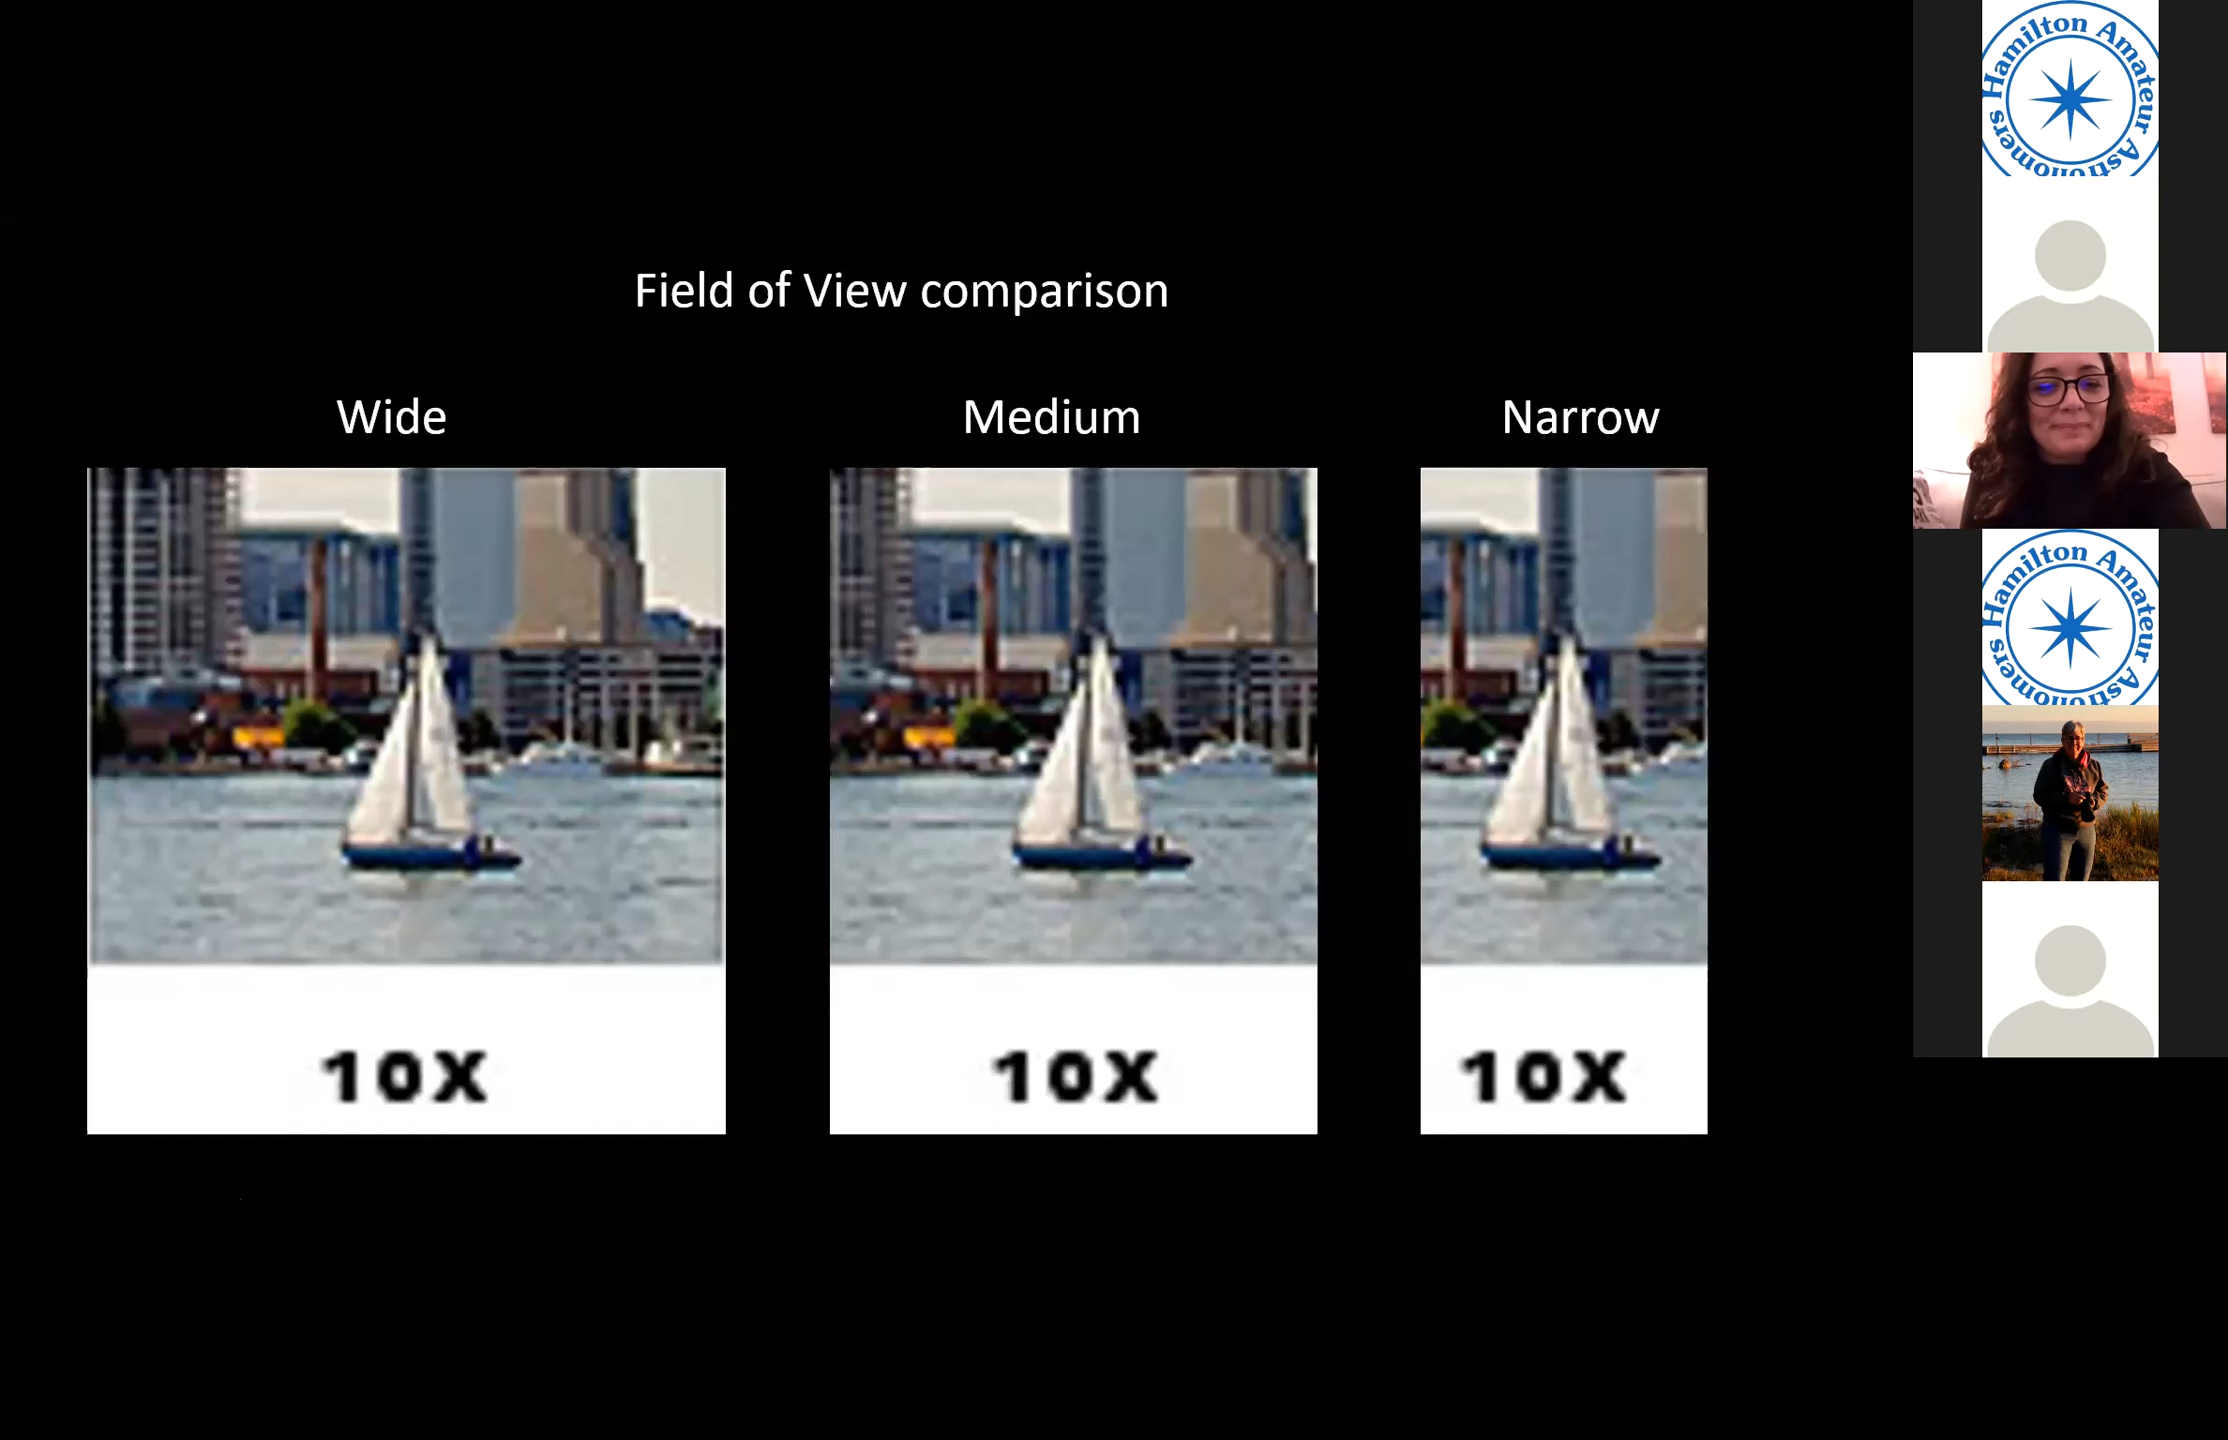 Field of View comparison
Wide
Medium
Narrow
10X
10X
10X
Hamilton Amateur Astronomers
Hamilton Amateur Astronomers